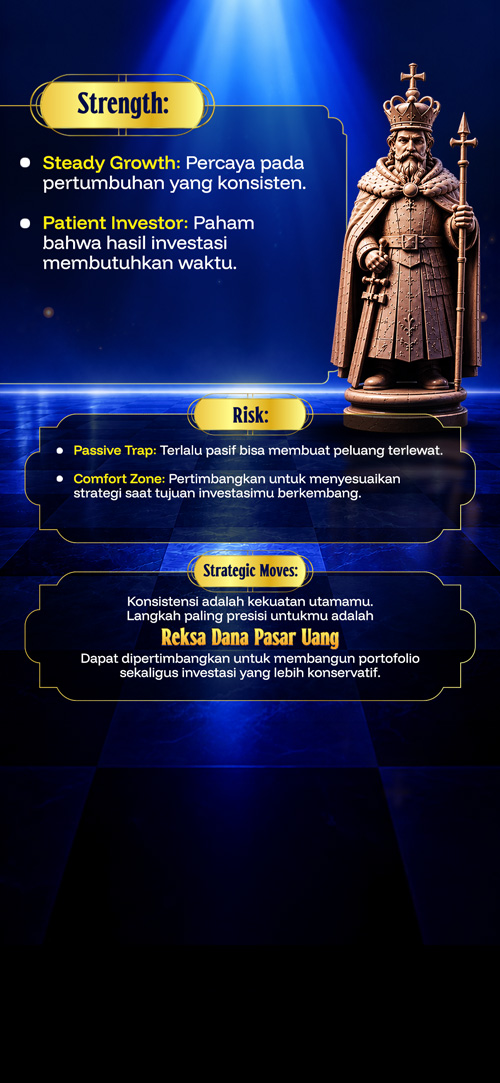 Strength:
Steady Growth: Percaya pada
pertumbuhan yang konsisten.
Patient Investor: Paham
bahwa hasil investasi
membutuhkan waktu.
Risk:
Passive Trap: Terlalu pasif bisa membuat peluang terlewat.
Comfort Zone: Pertimbangkan untuk menyesuaikan
strategi saat tujuan investasimu berkembang.
Strategic Moves:
Konsistensi adalah kekuatan utamamu.
Langkah paling presisi untukmu adalah
Reksa Dana Pasar Uang
Dapat dipertimbangkan untuk membangun portofolio
sekaligus investasi yang lebih konservatif.